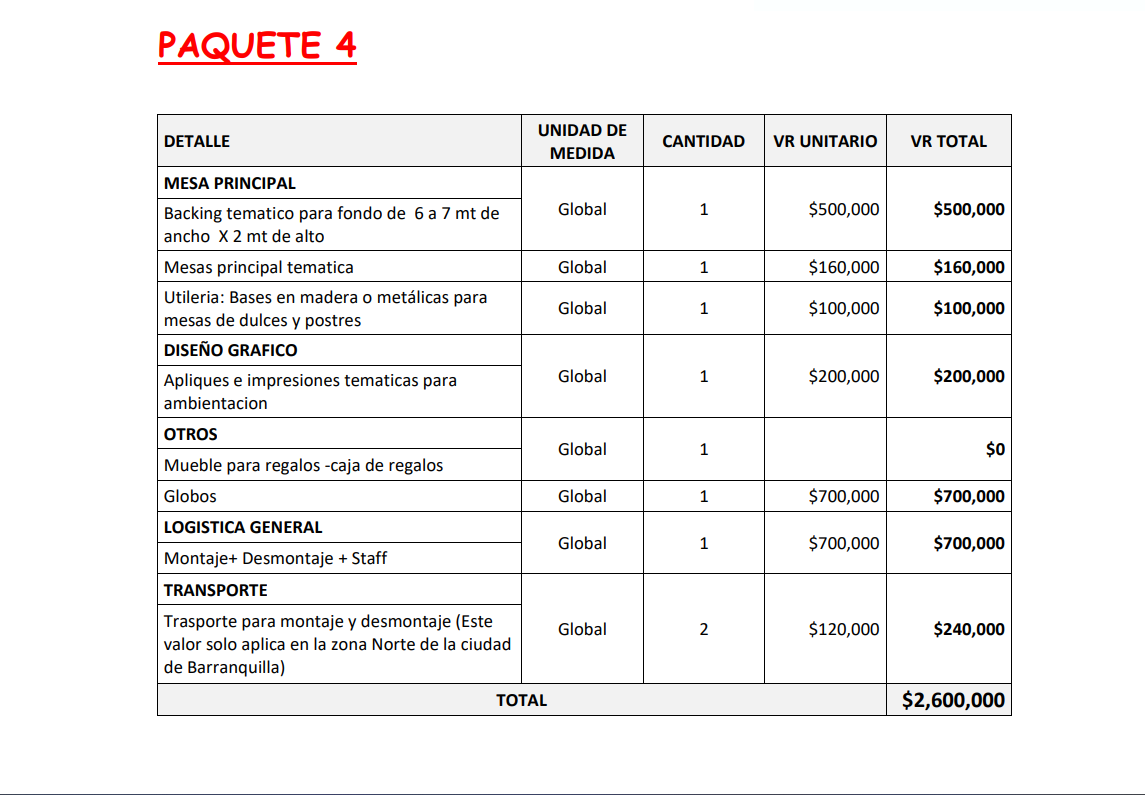 PAQUETE 4
DETALLE
UNIDAD DE
MEDIDA
CANTIDAD
VR UNITARIO
VR TOTAL
MESA PRINCIPAL
Backing tematico para fondo de  6 a 7 mt de
ancho  X 2 mt de alto
Global
1
$500,000
$500,000
Mesas principal tematica
Global
1
$160,000
$160,000
Utileria: Bases en madera o metálicas para
mesas de dulces y postres
Global
1
$100,000
$100,000
DISEÑO GRAFICO
Apliques e impresiones tematicas para
ambientacion
Global
1
$200,000
$200,000
OTROS
Mueble para regalos -caja de regalos
Global
1
$0
Globos
Global
1
$700,000
$700,000
LOGISTICA GENERAL
Montaje+ Desmontaje + Staff
Global
1
$700,000
$700,000
TRANSPORTE
Trasporte para montaje y desmontaje (Este
valor solo aplica en la zona Norte de la ciudad
de Barranquilla)
Global
2
$120,000
$240,000
TOTAL
$2,600,000